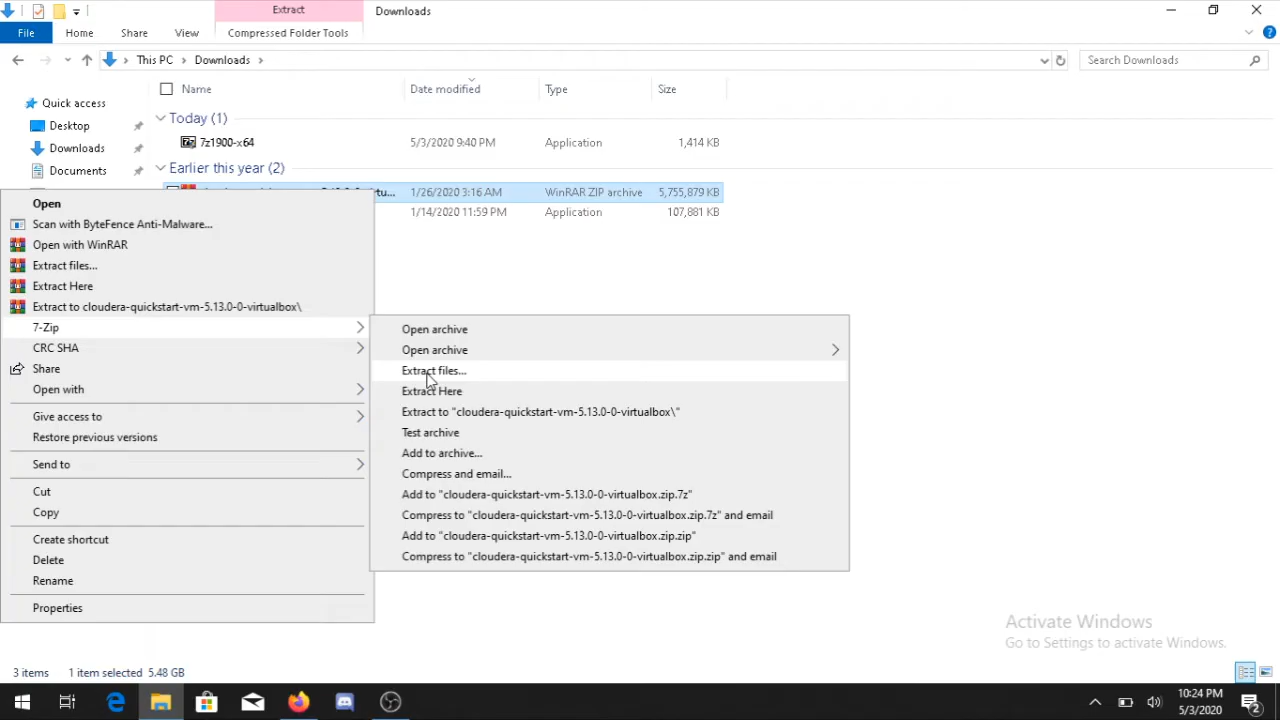 Extract
Downloads
File
Home
Share
View
Compressed Folder Tools
This PC
Downloads
Search Downloads
Name
Date modified
Type
Size
Quick access
Desktop
Downloads
Documents
Today (1)
7z1900-x64
5/3/2020 9:40 PM
Application
1,414 KB
Earlier this year (2)
1/26/2020 3:16 AM
WinRAR ZIP archive
5,755,879 KB
1/14/2020 11:59 PM
Application
107,881 KB
Open
Scan with ByteFence Anti-Malware...
Open with WinRAR
Extract files...
Extract Here
Extract to cloudera-quickstart-vm-5.13.0-0-virtualbox\
7-Zip
CRC SHA
Share
Open with
Give access to
Restore previous versions
Send to
Cut
Copy
Create shortcut
Delete
Rename
Properties
Open archive
Open archive
Extract files...
Extract Here
Extract to "cloudera-quickstart-vm-5.13.0-0-virtualbox\"
Test archive
Add to archive...
Compress and email...
Add to "cloudera-quickstart-vm-5.13.0-0-virtualbox.zip.7z"
Compress to "cloudera-quickstart-vm-5.13.0-0-virtualbox.zip.7z" and email
Add to "cloudera-quickstart-vm-5.13.0-0-virtualbox.zip.zip"
Compress to "cloudera-quickstart-vm-5.13.0-0-virtualbox.zip.zip" and email
Activate Windows
Go to Settings to activate Windows.
3 items
1 item selected 5.48 GB
10:24 PM
5/3/2020
2